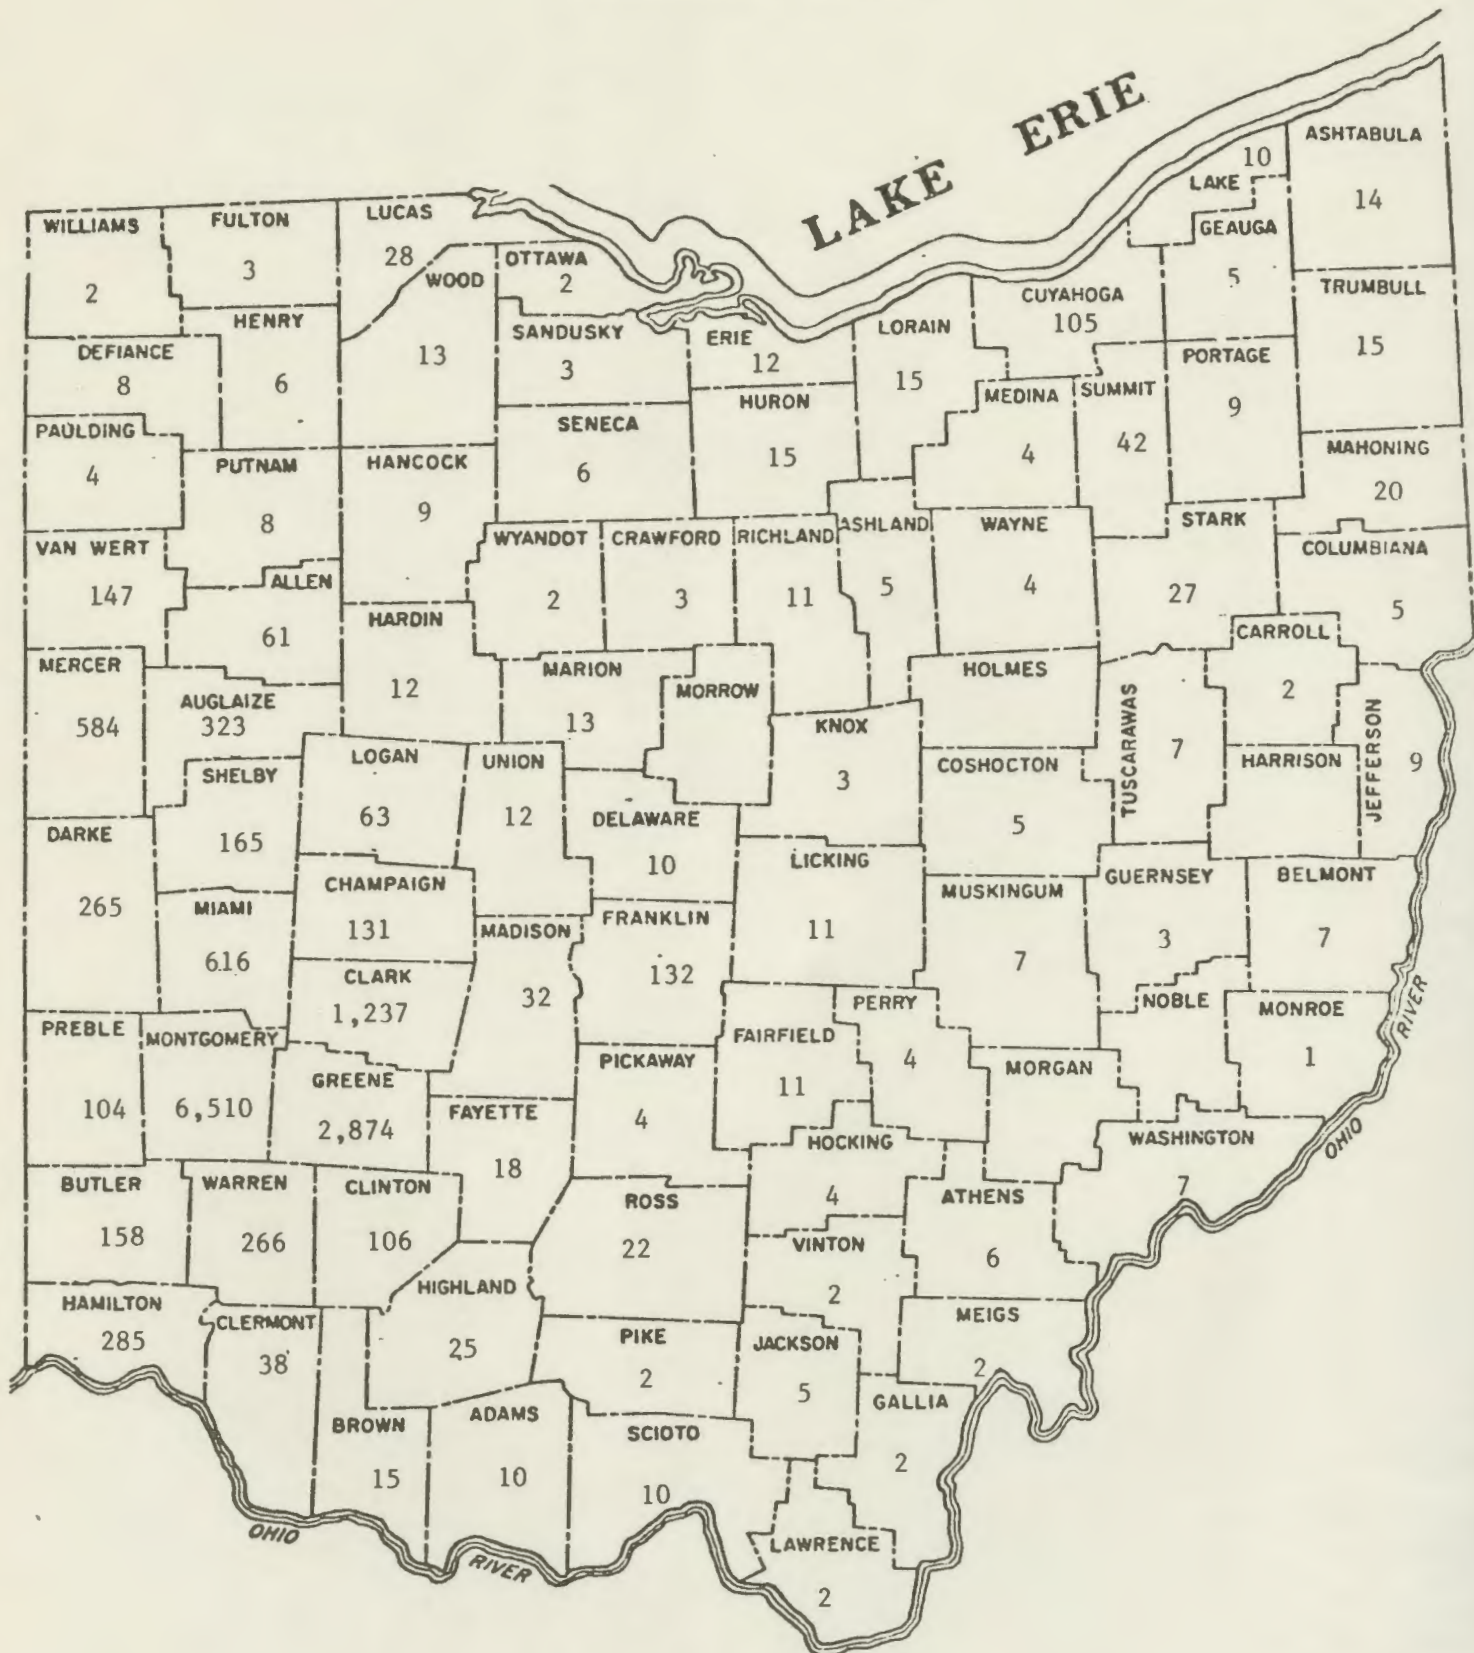 LAKE ERIE
ASHTABULA
14
LAKE
10
GEAUGA
5
TRUMBULL
15
WILLIAMS
2
FULTON
3
LUCAS
28
WOOD
13
OTTAWA
2
SANDUSKY
3
ERIE
12
LORAIN
15
CUYAHOGA
105
DEFIANCE
8
HENRY
6
HURON
15
MEDINA
4
SUMMIT
42
PORTAGE
9
PAULDING
4
PUTNAM
8
HANCOCK
9
SENECA
6
MAHONING
20
VAN WERT
147
ALLEN
61
WYANDOT
2
CRAWFORD
3
RICHLAND
11
ASHLAND
5
WAYNE
4
STARK
27
COLUMBIANA
5
MERCER
584
AUGLAIZE
323
HARDIN
12
MARION
13
MORROW
HOLMES
TUSCARAWAS
7
CARROLL
2
JEFFERSON
9
SHELBY
165
LOGAN
63
UNION
12
KNOX
3
COSHOCTON
5
HARRISON
DARKE
265
DELAWARE
10
LICKING
11
MUSKINGUM
7
GUERNSEY
3
BELMONT
7
MIAMI
616
CHAMPAIGN
131
MADISON
32
FRANKLIN
132
CLARK
1,237
PERRY
4
NOBLE
MONROE
1
PREBLE
104
MONTGOMERY
6,510
GREENE
2,874
FAYETTE
18
PICKAWAY
4
FAIRFIELD
11
MORGAN
HOCKING
4
WASHINGTON
7
OHIO RIVER
BUTLER
158
WARREN
266
CLINTON
106
ROSS
22
ATHENS
6
VINTON
2
HAMILTON
285
CLERMONT
38
HIGHLAND
25
PIKE
2
JACKSON
5
MEIGS
2
GALLIA
2
BROWN
15
ADAMS
10
SCIOTO
10
LAWRENCE
2
OHIO RIVER